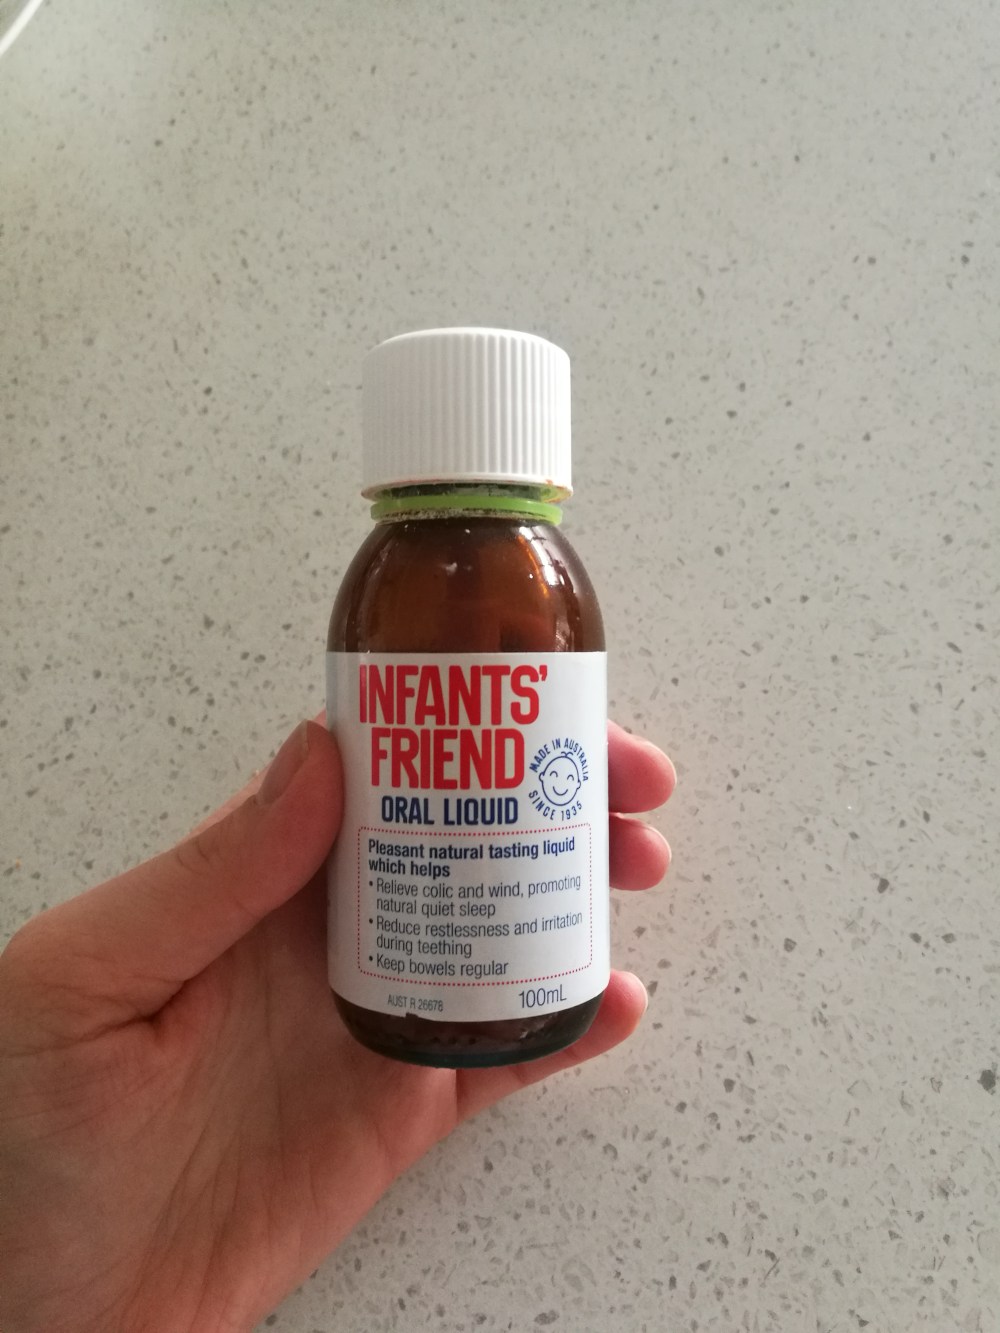 INFANTS'
FRIEND
ORAL LIQUID
MADE IN AUSTRALIA
SINCE 1935
Pleasant natural tasting liquid
which helps
• Relieve colic and wind, promoting
natural quiet sleep
• Reduce restlessness and irritation
during teething
• Keep bowels regular
AUST R 26678
100mL